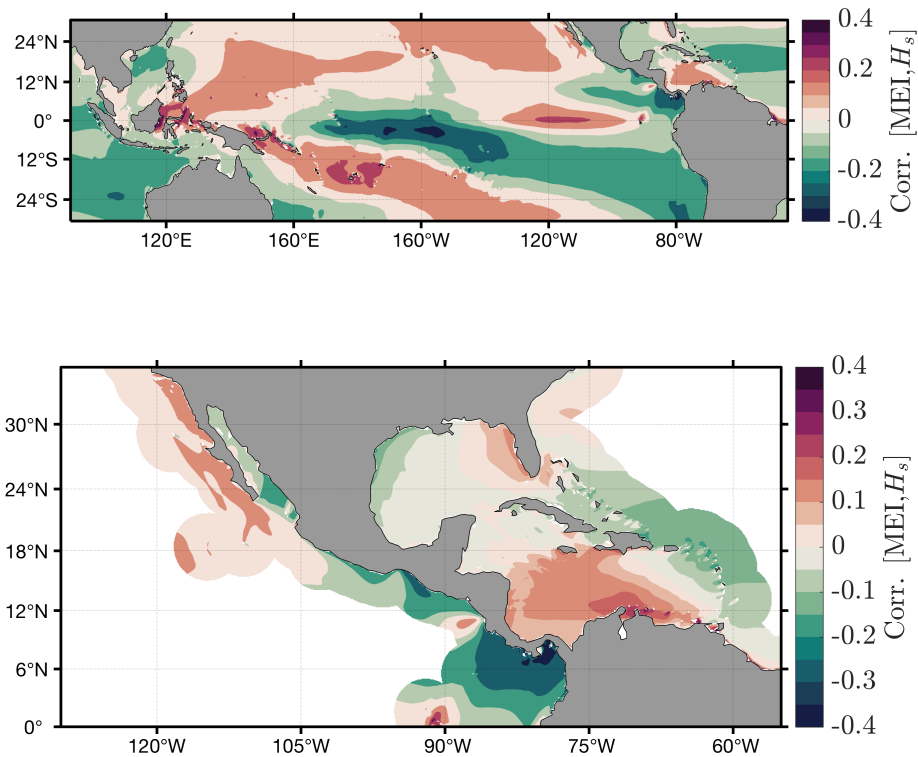 24°N
12°N
0°
12°S
24°S
120°E
160°E
160°W
120°W
80°W
0.4
0.2
0
-0.2
-0.4
Corr. [MEI,Hₛ]
30°N
24°N
18°N
12°N
6°N
0°
120°W
105°W
90°W
75°W
60°W
0.4
0.3
0.2
0.1
0
-0.1
-0.2
-0.3
-0.4
Corr. [MEI,Hₛ]